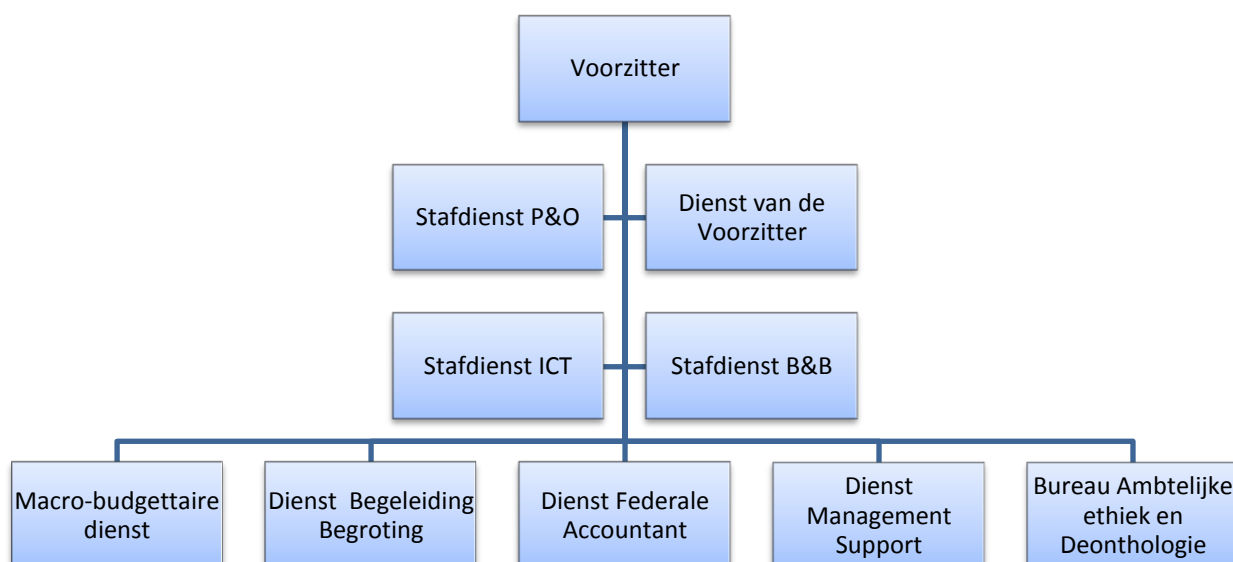 Voorzitter
Stafdienst P&O
Dienst van de
Voorzitter
Stafdienst ICT
Stafdienst B&B
Macro-budgettaire
dienst
Dienst Begeleiding
Begroting
Dienst Federale
Accountant
Dienst
Management
Support
Bureau Ambtelijke
ethiek en
Deonthologie